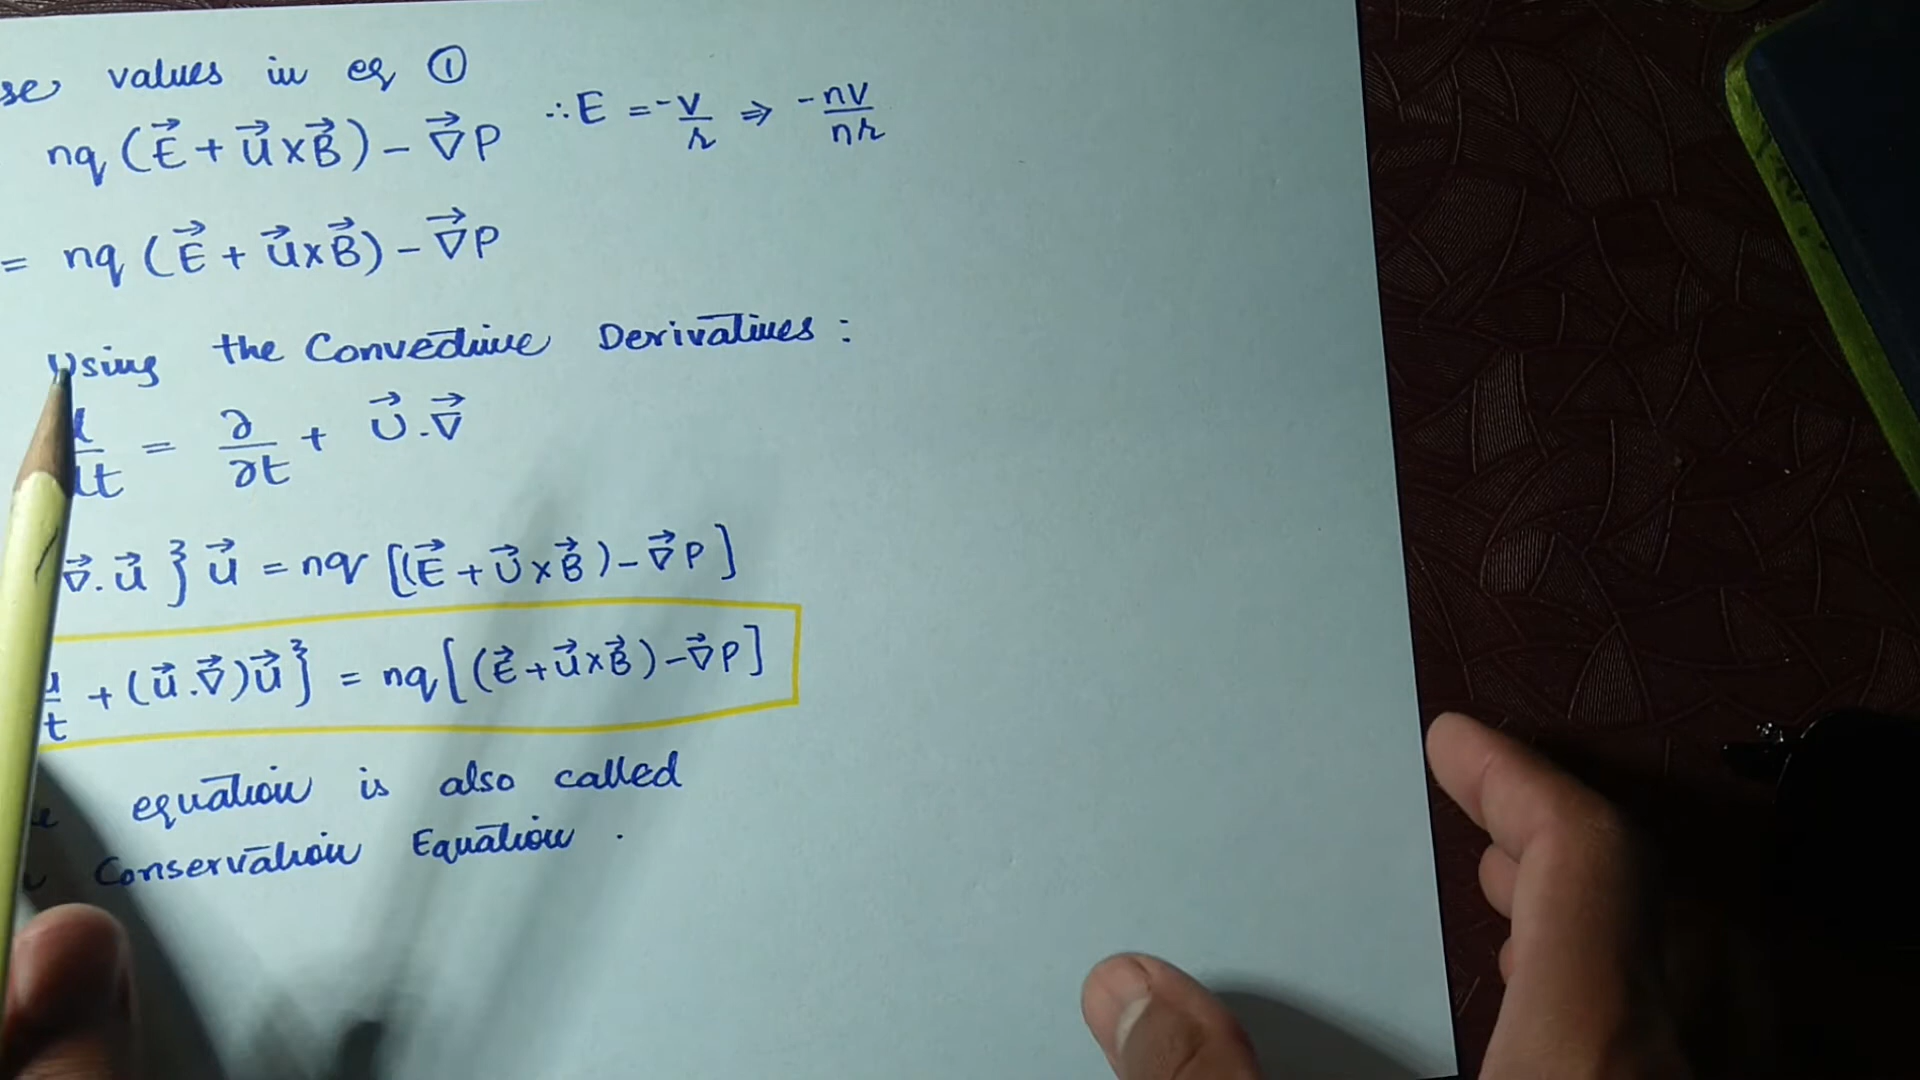 values in eq ①
nq (E⃗ + u⃗ x B⃗) - ∇⃗P ∴ E = -v/r ⇒ -nv/nr
= nq (E⃗ + u⃗ x B⃗) - ∇⃗P
Using the Convective Derivatives :
= ∂/∂t + U⃗.∇⃗
∇⃗.u⃗ } u⃗ = nq [(E⃗ + U⃗ x B⃗) - ∇⃗P]
+ (u⃗.∇⃗)u⃗ } = nq [(E⃗ + u⃗ x B⃗) - ∇⃗P]
equation is also called
Conservation Equation .